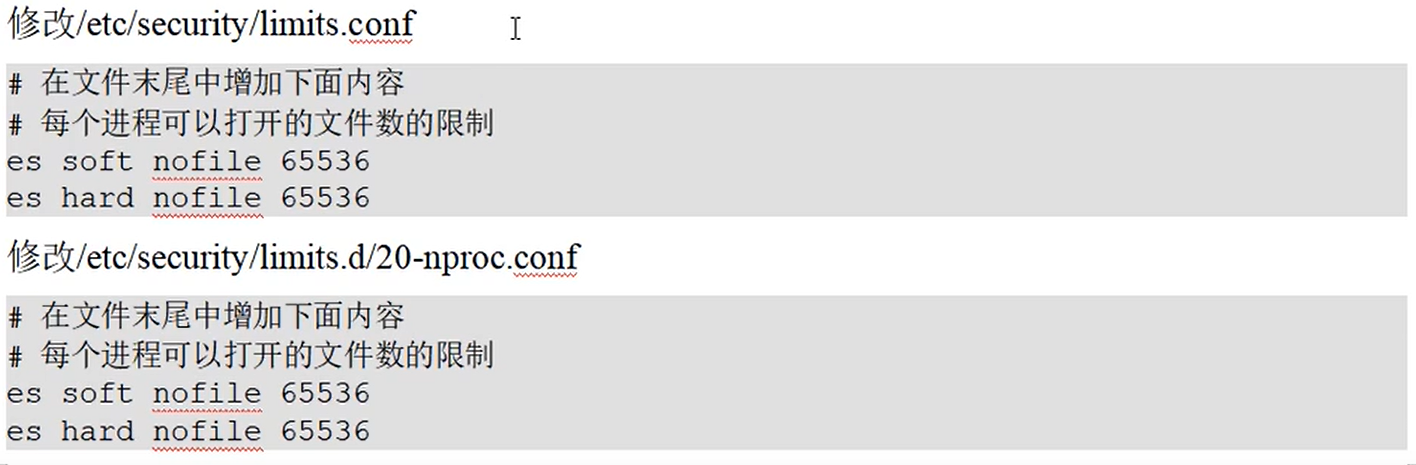 修改/etc/security/limits.conf
# 在文件末尾中增加下面内容
# 每个进程可以打开的文件数的限制
es soft nofile 65536
es hard nofile 65536
修改/etc/security/limits.d/20-nproc.conf
# 在文件末尾中增加下面内容
# 每个进程可以打开的文件数的限制
es soft nofile 65536
es hard nofile 65536